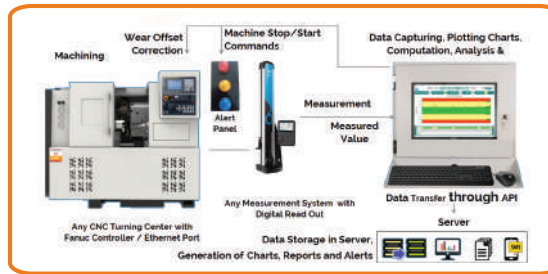 Machining
Wear Offset
Correction
Machine Stop/Start
Commands
Data Capturing, Plotting Charts,
Computation, Analysis &
Alert
Panel
Measurement
Measured
Value
Any CNC Turning Center with
Fanuc Controller / Ethernet Port
Any Measurement System with
Digital Read Out
Data Transfer through API
Server
Data Storage in Server,
Generation of Charts, Reports and Alerts